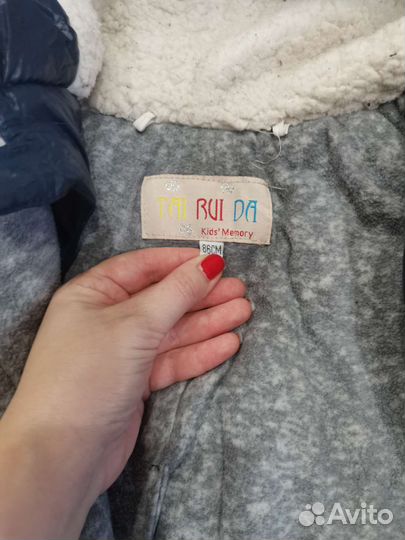 TAI RUI DA
Kids' Memory
86CM
Avito